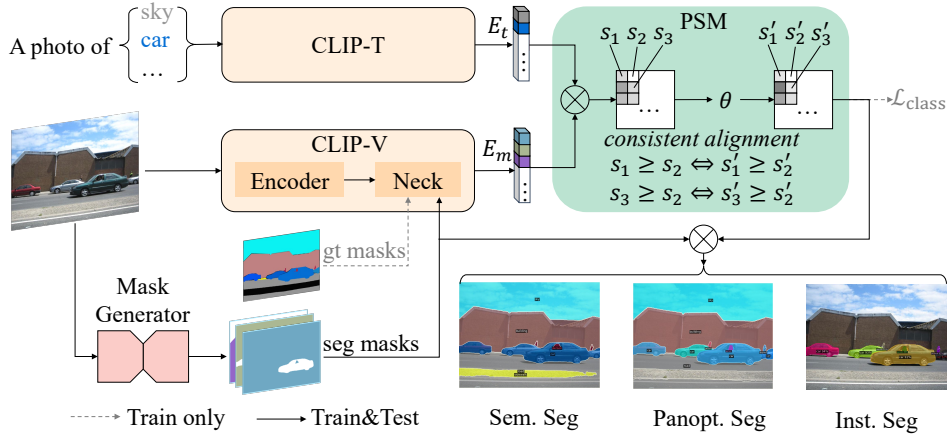 sky
A photo of
car
...
CLIP-T
E_t
PSM
s_1 s_2 s_3
s'_1 s'_2 s'_3
...
θ
...
ℒ_class
CLIP-V
Encoder
Neck
E_m
consistent alignment
s_1 ≥ s_2 ⇔ s'_1 ≥ s'_2
s_3 ≥ s_2 ⇔ s'_3 ≥ s'_2
gt masks
Mask
Generator
seg masks
Train only
Train&Test
Sem. Seg
Panopt. Seg
Inst. Seg